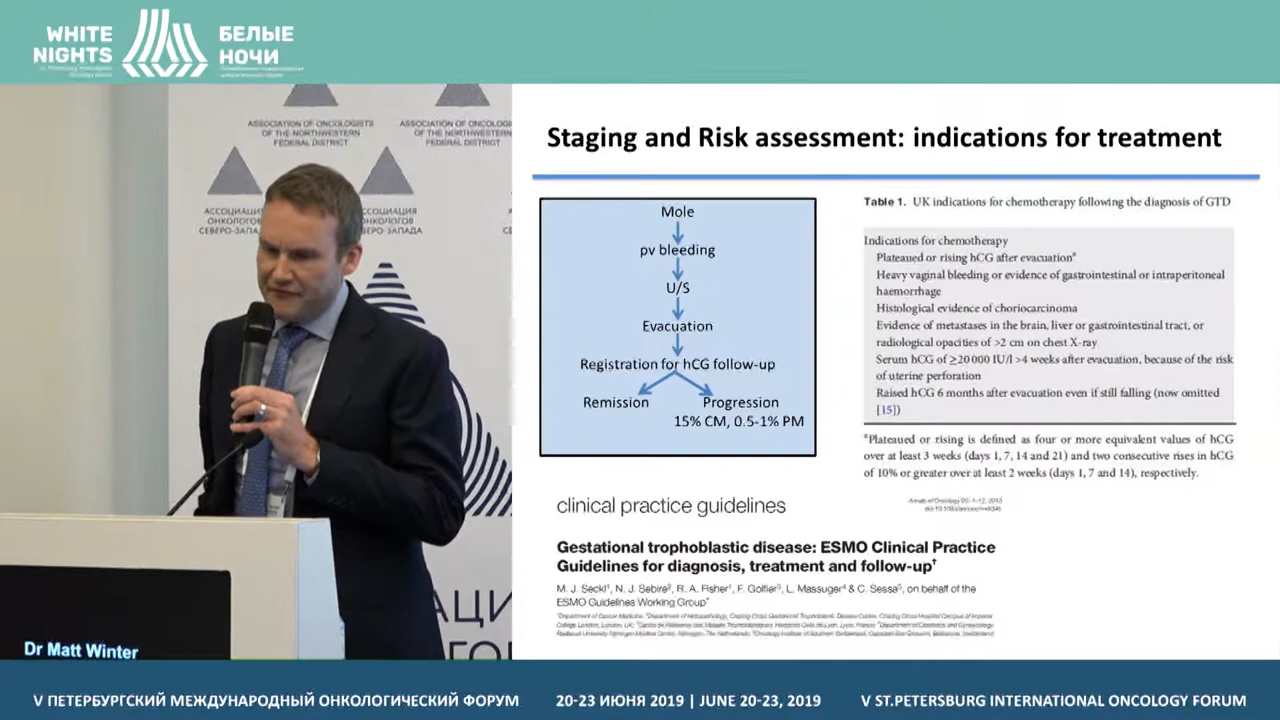 WHITE
NIGHTS
БЕЛЫЕ
НОЧИ
ASSOCIATION OF ONCOLOGISTS
OF THE NORTHWESTERN
FEDERAL DISTRICT
ASSOCIATION OF ONCOLOGISTS
OF THE NORTHWESTERN
FEDERAL DISTRICT
АССОЦИАЦИЯ
ОНКОЛОГОВ
СЕВЕРО-ЗАПА
АССОЦИАЦИЯ
ОНКОЛОГОВ
ЗАПАДА
АЦИ
ЛОГО
Dr Matt Winter
Staging and Risk assessment: indications for treatment
Mole
pv bleeding
U/S
Evacuation
Registration for hCG follow-up
Remission Progression
15% CM, 0.5-1% PM
Table 1. UK indications for chemotherapy following the diagnosis of GTD
Indications for chemotherapy
Plateaued or rising hCG after evacuationᵃ
Heavy vaginal bleeding or evidence of gastrointestinal or intraperitoneal
haemorrhage
Histological evidence of choriocarcinoma
Evidence of metastases in the brain, liver or gastrointestinal tract, or
radiological opacities of >2 cm on chest X-ray
Serum hCG of ≥20 000 IU/l >4 weeks after evacuation, because of the risk
of uterine perforation
Raised hCG 6 months after evacuation even if still falling (now omitted
[15])
ᵃPlateaued or rising is defined as four or more equivalent values of hCG
over at least 3 weeks (days 1, 7, 14 and 21) and two consecutive rises in hCG
of 10% or greater over at least 2 weeks (days 1, 7 and 14), respectively.
clinical practice guidelines
Gestational trophoblastic disease: ESMO Clinical Practice
Guidelines for diagnosis, treatment and follow-up†
M. J. Seckl¹, N. J. Sebire², R. A. Fisher¹, F. Golfier³, L. Massuger⁴ & C. Sessa⁵, on behalf of the
ESMO Guidelines Working Group*
V ПЕТЕРБУРГСКИЙ МЕЖДУНАРОДНЫЙ ОНКОЛОГИЧЕСКИЙ ФОРУМ
20-23 ИЮНЯ 2019 | JUNE 20-23, 2019
V ST.PETERSBURG INTERNATIONAL ONCOLOGY FORUM